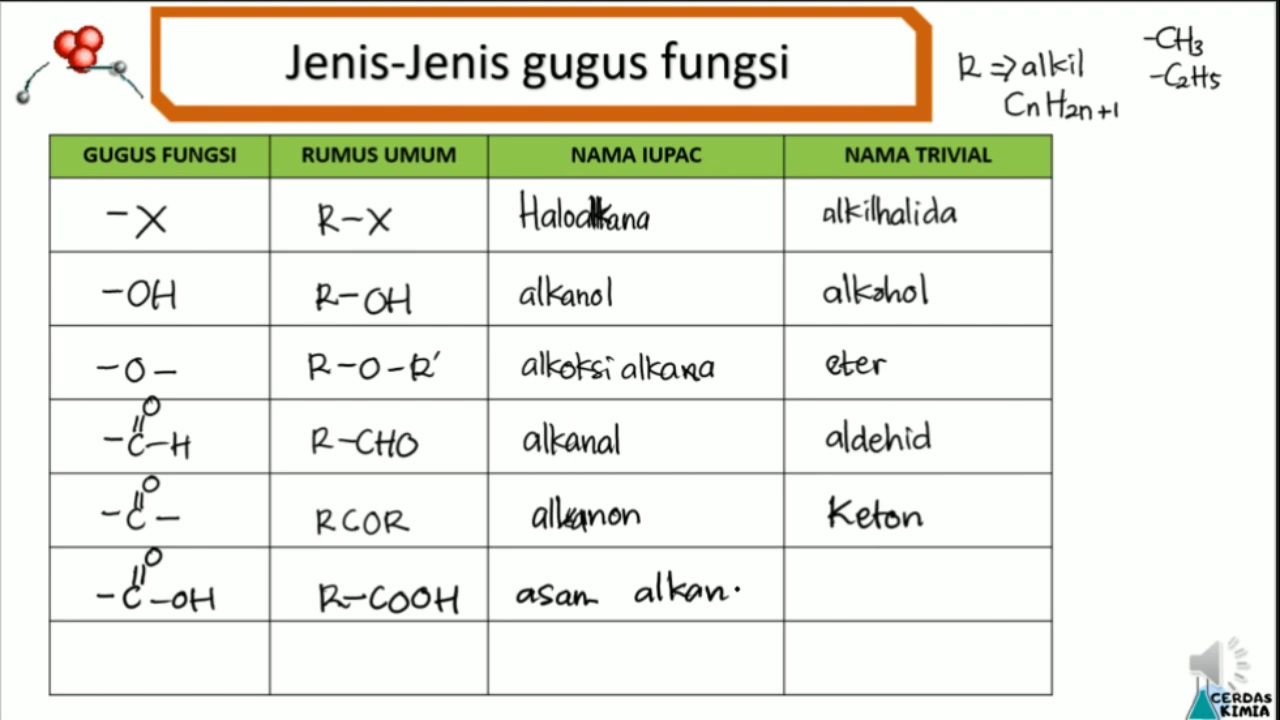 Jenis-Jenis gugus fungsi
R ⇒ alkil
CnH2n+1
-CH3
-C2H5
GUGUS FUNGSI RUMUS UMUM NAMA IUPAC NAMA TRIVIAL
-X R-X Haloalkana alkilhalida
-OH R-OH alkanol alkohol
-O- R-O-R' alkoksi alkana eter
O
-C-H R-CHO alkanal aldehid
O
-C- RCOR alkanon Keton
O
-C-OH R-COOH asam alkan
CERDAS
KIMIA